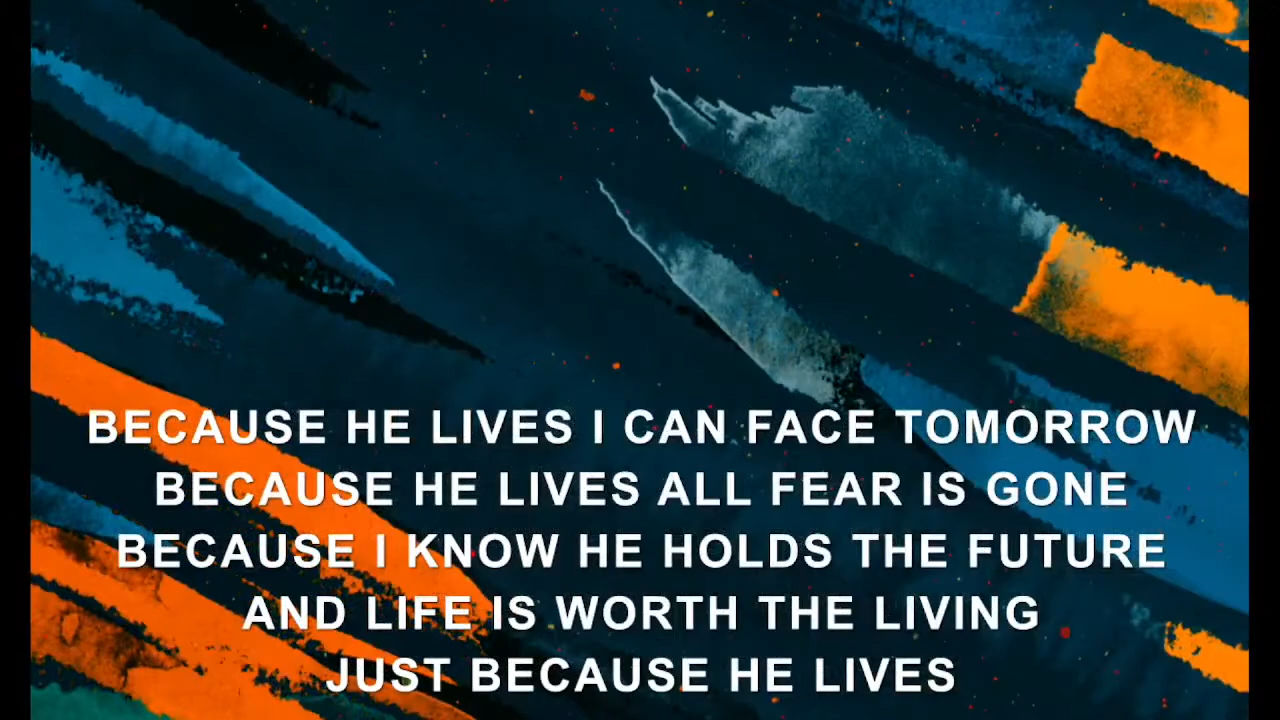 BECAUSE HE LIVES I CAN FACE TOMORROW
BECAUSE HE LIVES ALL FEAR IS GONE
BECAUSE I KNOW HE HOLDS THE FUTURE
AND LIFE IS WORTH THE LIVING
JUST BECAUSE HE LIVES